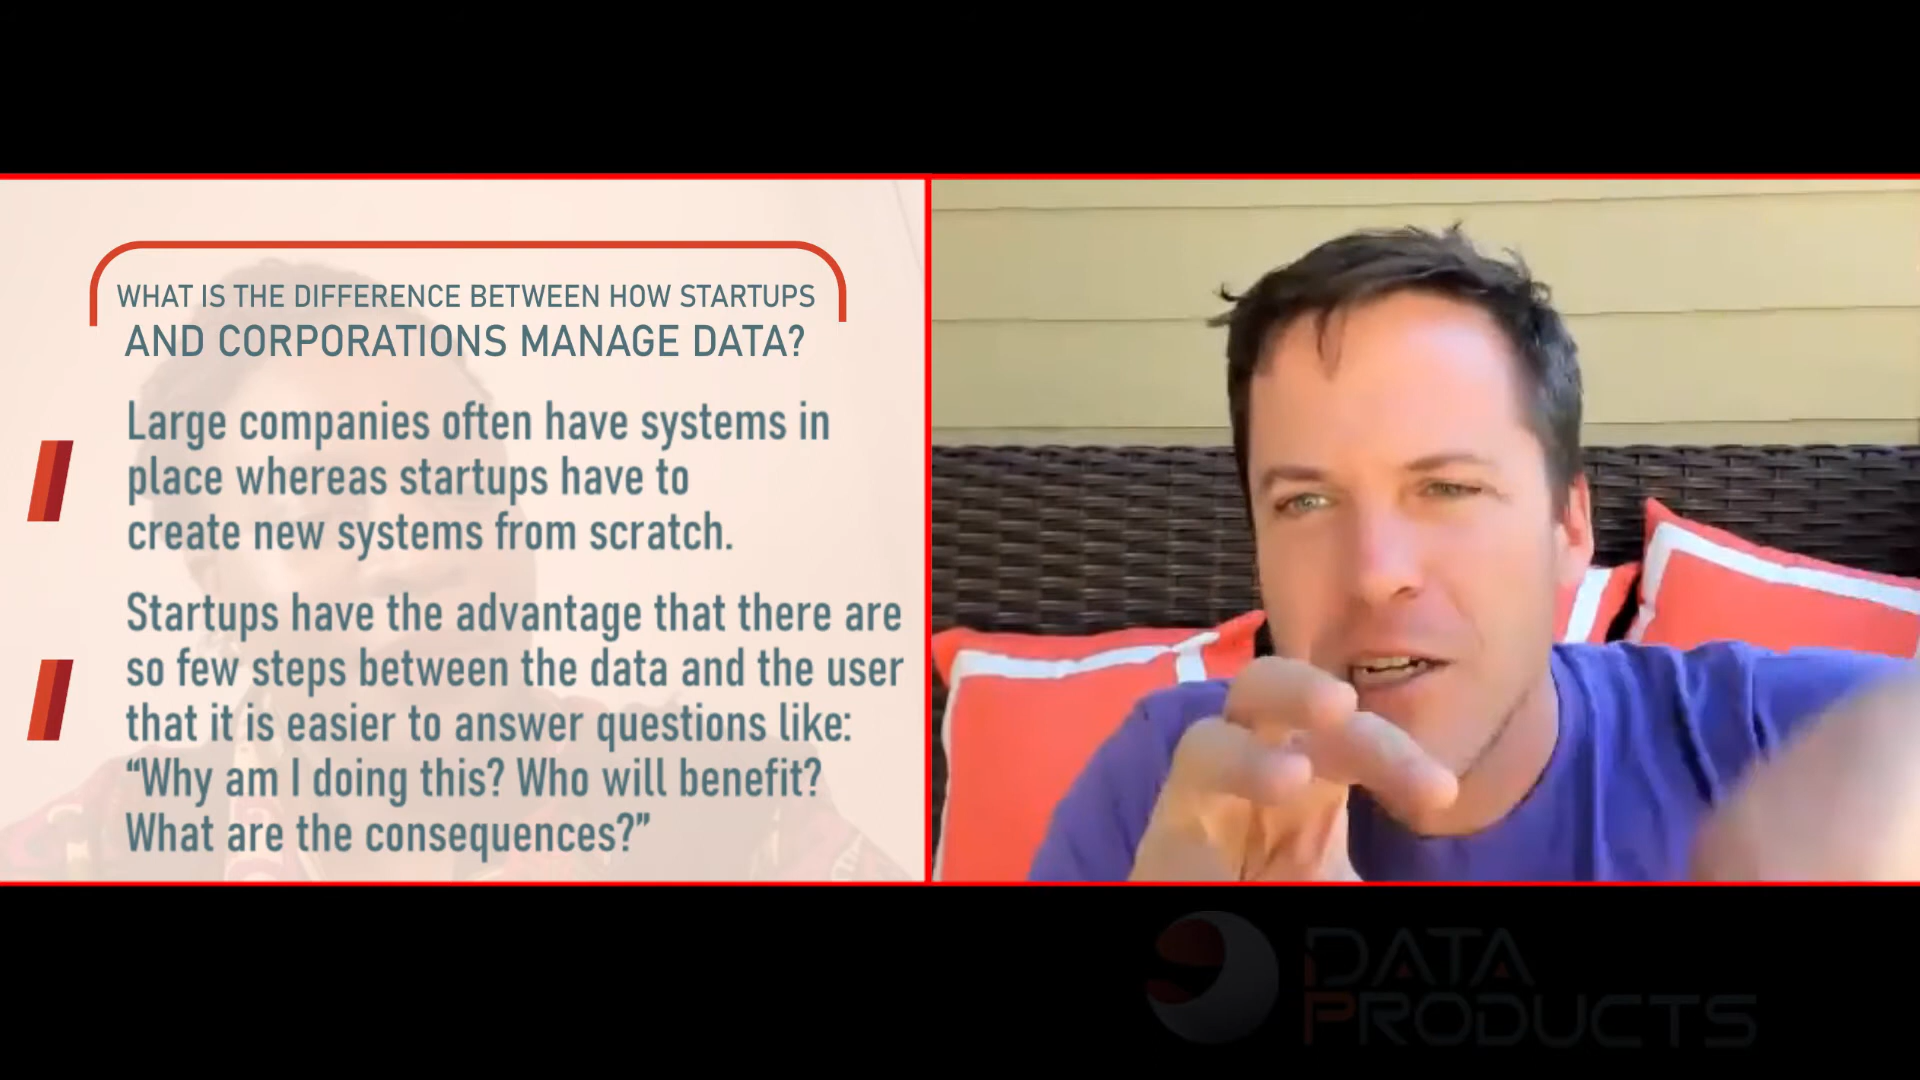 WHAT IS THE DIFFERENCE BETWEEN HOW STARTUPS
AND CORPORATIONS MANAGE DATA?
Large companies often have systems in
place whereas startups have to
create new systems from scratch.
Startups have the advantage that there are
so few steps between the data and the user
that it is easier to answer questions like:
“Why am I doing this? Who will benefit?
What are the consequences?”
DATA
PRODUCTS